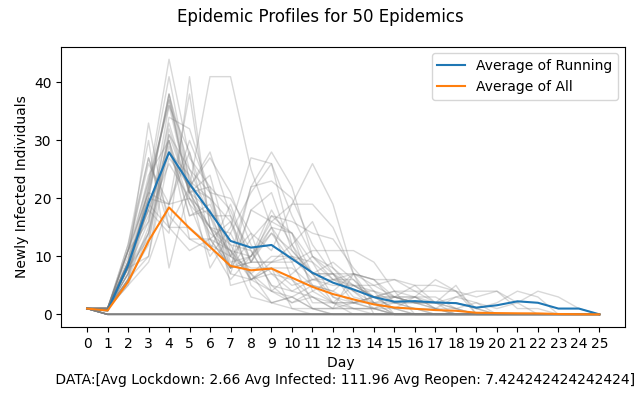 Epidemic Profiles for 50 Epidemics
Average of Running
Average of All
Newly Infected Individuals
40
30
20
10
0
0 1 2 3 4 5 6 7 8 9 10 11 12 13 14 15 16 17 18 19 20 21 22 23 24 25
Day
DATA:[Avg Lockdown: 2.66 Avg Infected: 111.96 Avg Reopen: 7.424242424242424]